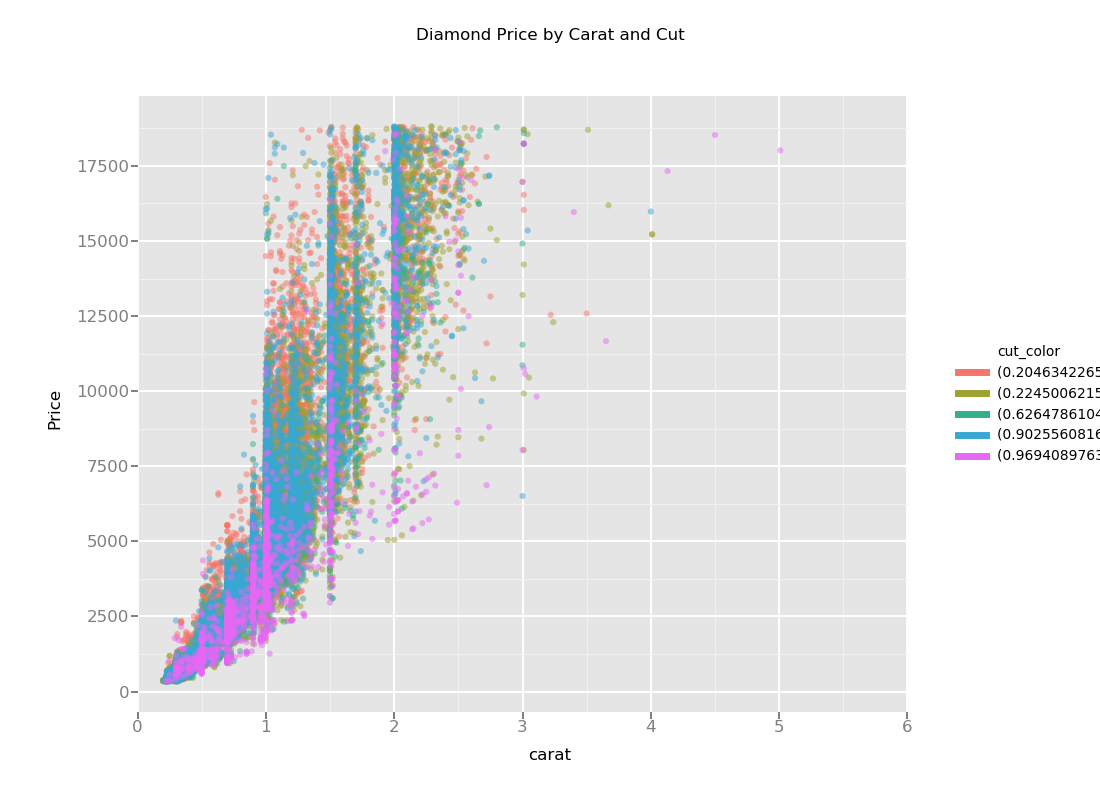 Diamond Price by Carat and Cut
17500
15000
12500
10000
7500
5000
2500
0
Price
0 1 2 3 4 5 6
carat
cut_color
(0.2046342265
(0.2245006215
(0.6264786104
(0.9025560816
(0.9694089763